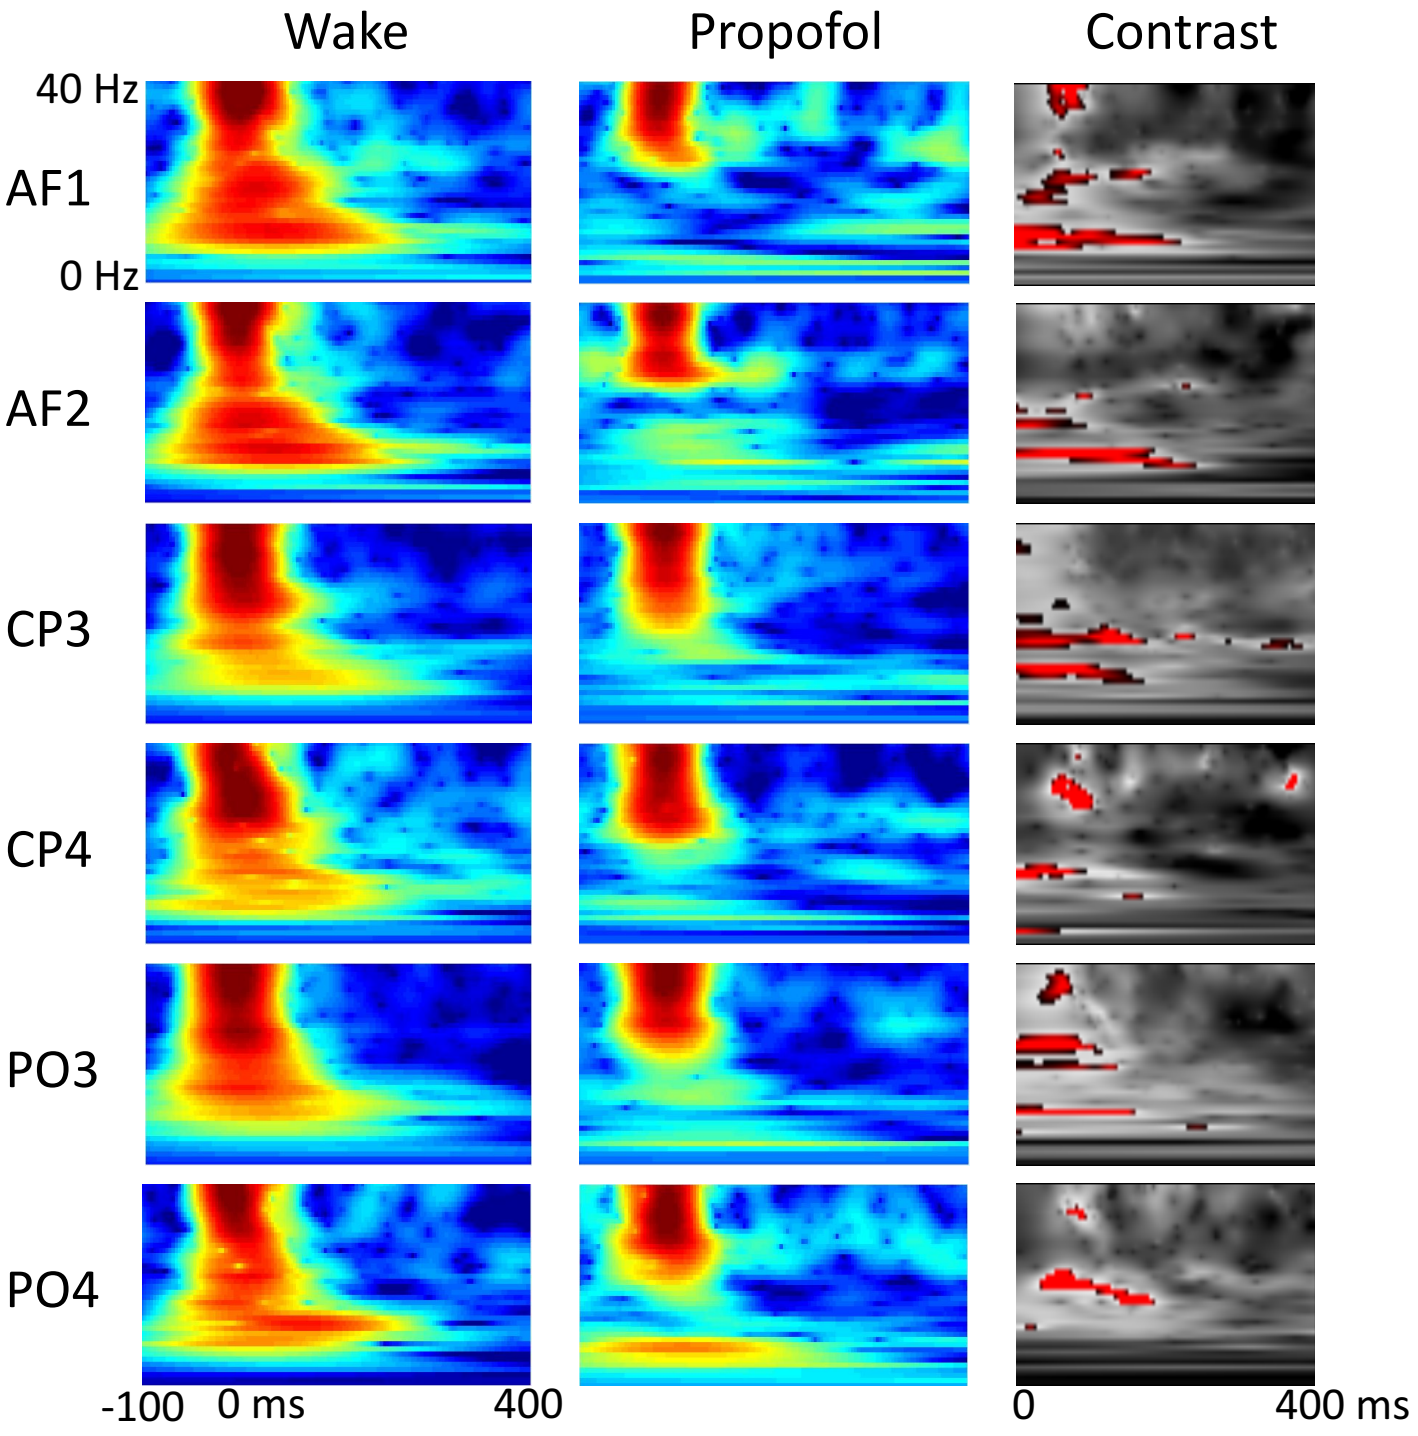 Wake Propofol Contrast
40 Hz
AF1
0 Hz
AF2
CP3
CP4
PO3
PO4
-100 0 ms 400 0 400 ms